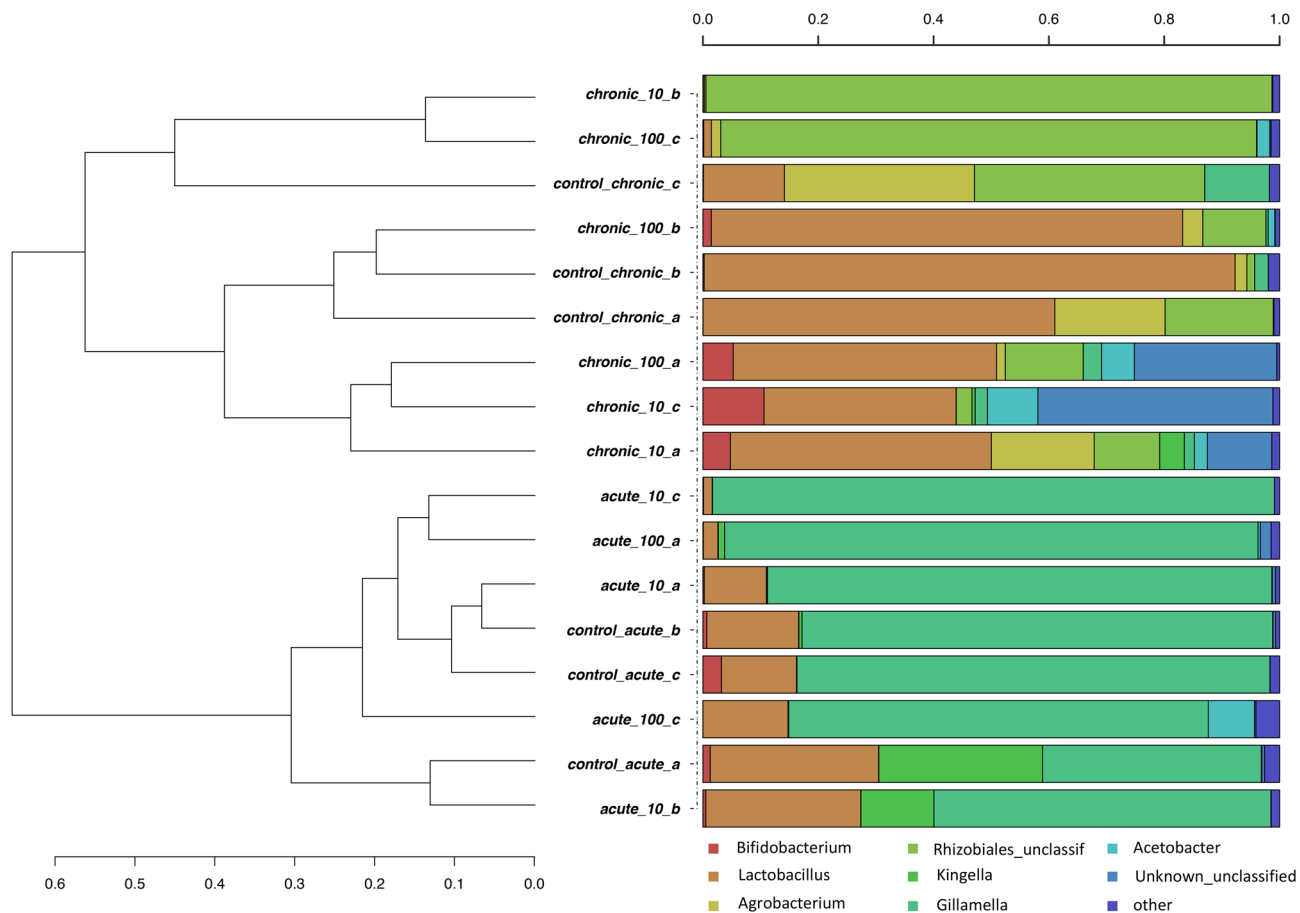 0.0 0.2 0.4 0.6 0.8 1.0
chronic_10_b
chronic_100_c
control_chronic_c
chronic_100_b
control_chronic_b
control_chronic_a
chronic_100_a
chronic_10_c
chronic_10_a
acute_10_c
acute_100_a
acute_10_a
control_acute_b
control_acute_c
acute_100_c
control_acute_a
acute_10_b
0.6 0.5 0.4 0.3 0.2 0.1 0.0
Bifidobacterium Rhizobiales_unclassif Acetobacter
Lactobacillus Kingella Unknown_unclassified
Agrobacterium Gillamella other